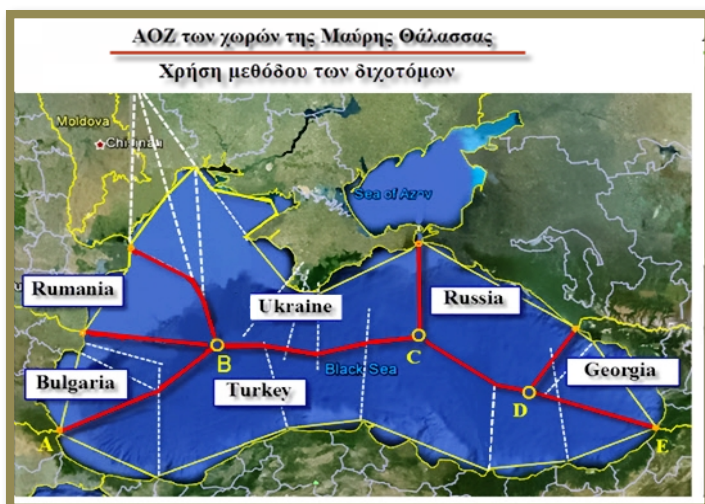 ΑΟΖ των χωρών της Μαύρης Θάλασσας
Χρήση μεθόδου των διχοτόμων
Moldova
Sea of Azov
Rumania
Ukraine
Russia
B
C
Bulgaria
Turkey
Black Sea
Georgia
D
A
E